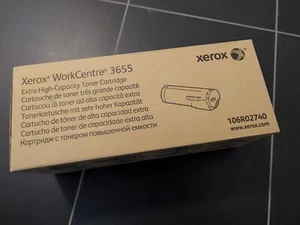 Xerox® WorkCentre® 3655
Extra High-Capacity Toner Cartridge
Cartouche de toner très grande capacité
Cartuccia di toner ad alta capacità extra
Tonerkartusche mit sehr hoher Kapazität
Cartucho de tóner de capacidad extra alta
Cartucho de toner de capacidade extra alta
Картридж с тонером повышенной емкости
xerox
106R02740
www.xerox.com